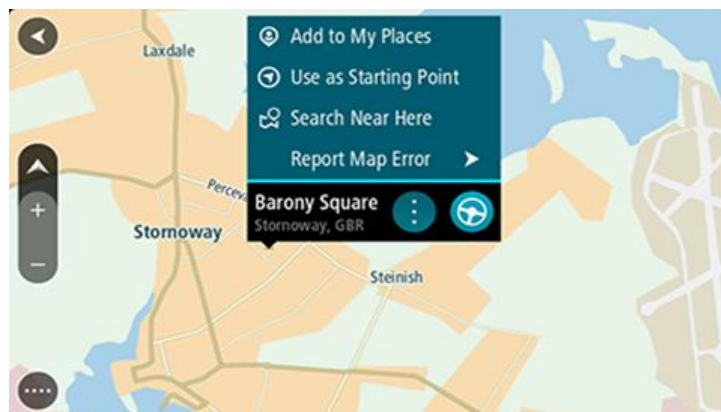 Laxdale
Add to My Places
Use as Starting Point
Search Near Here
Report Map Error
Barony Square
Stornoway, GBR
Stornoway
Steinish